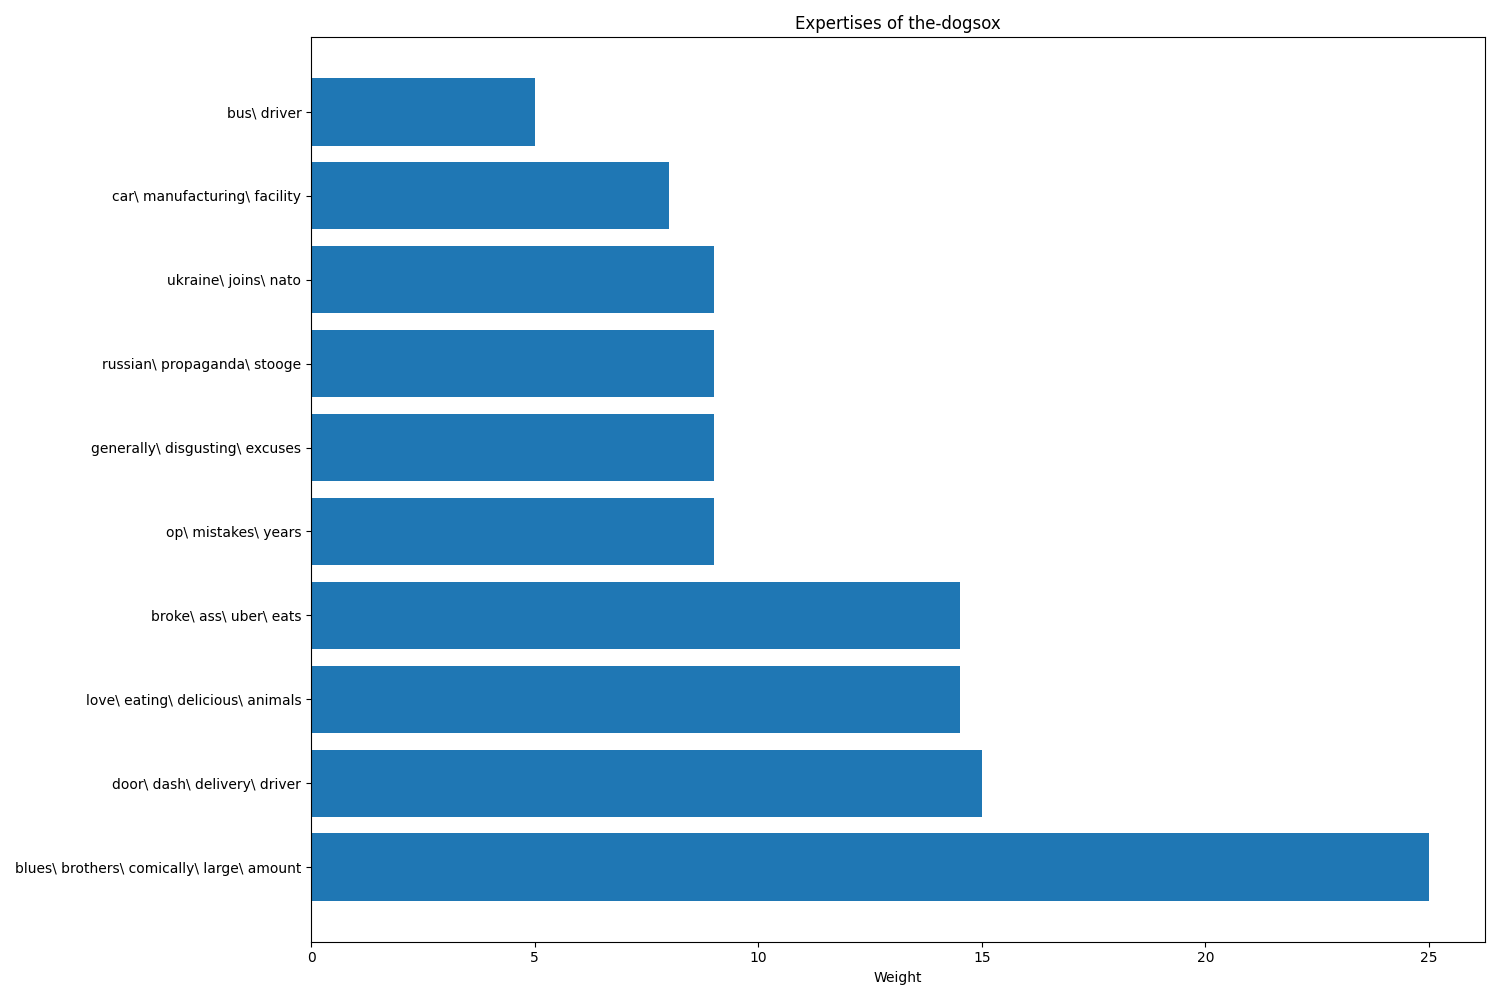 Expertises of the-dogsox
bus\ driver
car\ manufacturing\ facility
ukraine\ joins\ nato
russian\ propaganda\ stooge
generally\ disgusting\ excuses
op\ mistakes\ years
broke\ ass\ uber\ eats
love\ eating\ delicious\ animals
door\ dash\ delivery\ driver
blues\ brothers\ comically\ large\ amount
0 5 10 15 20 25
Weight